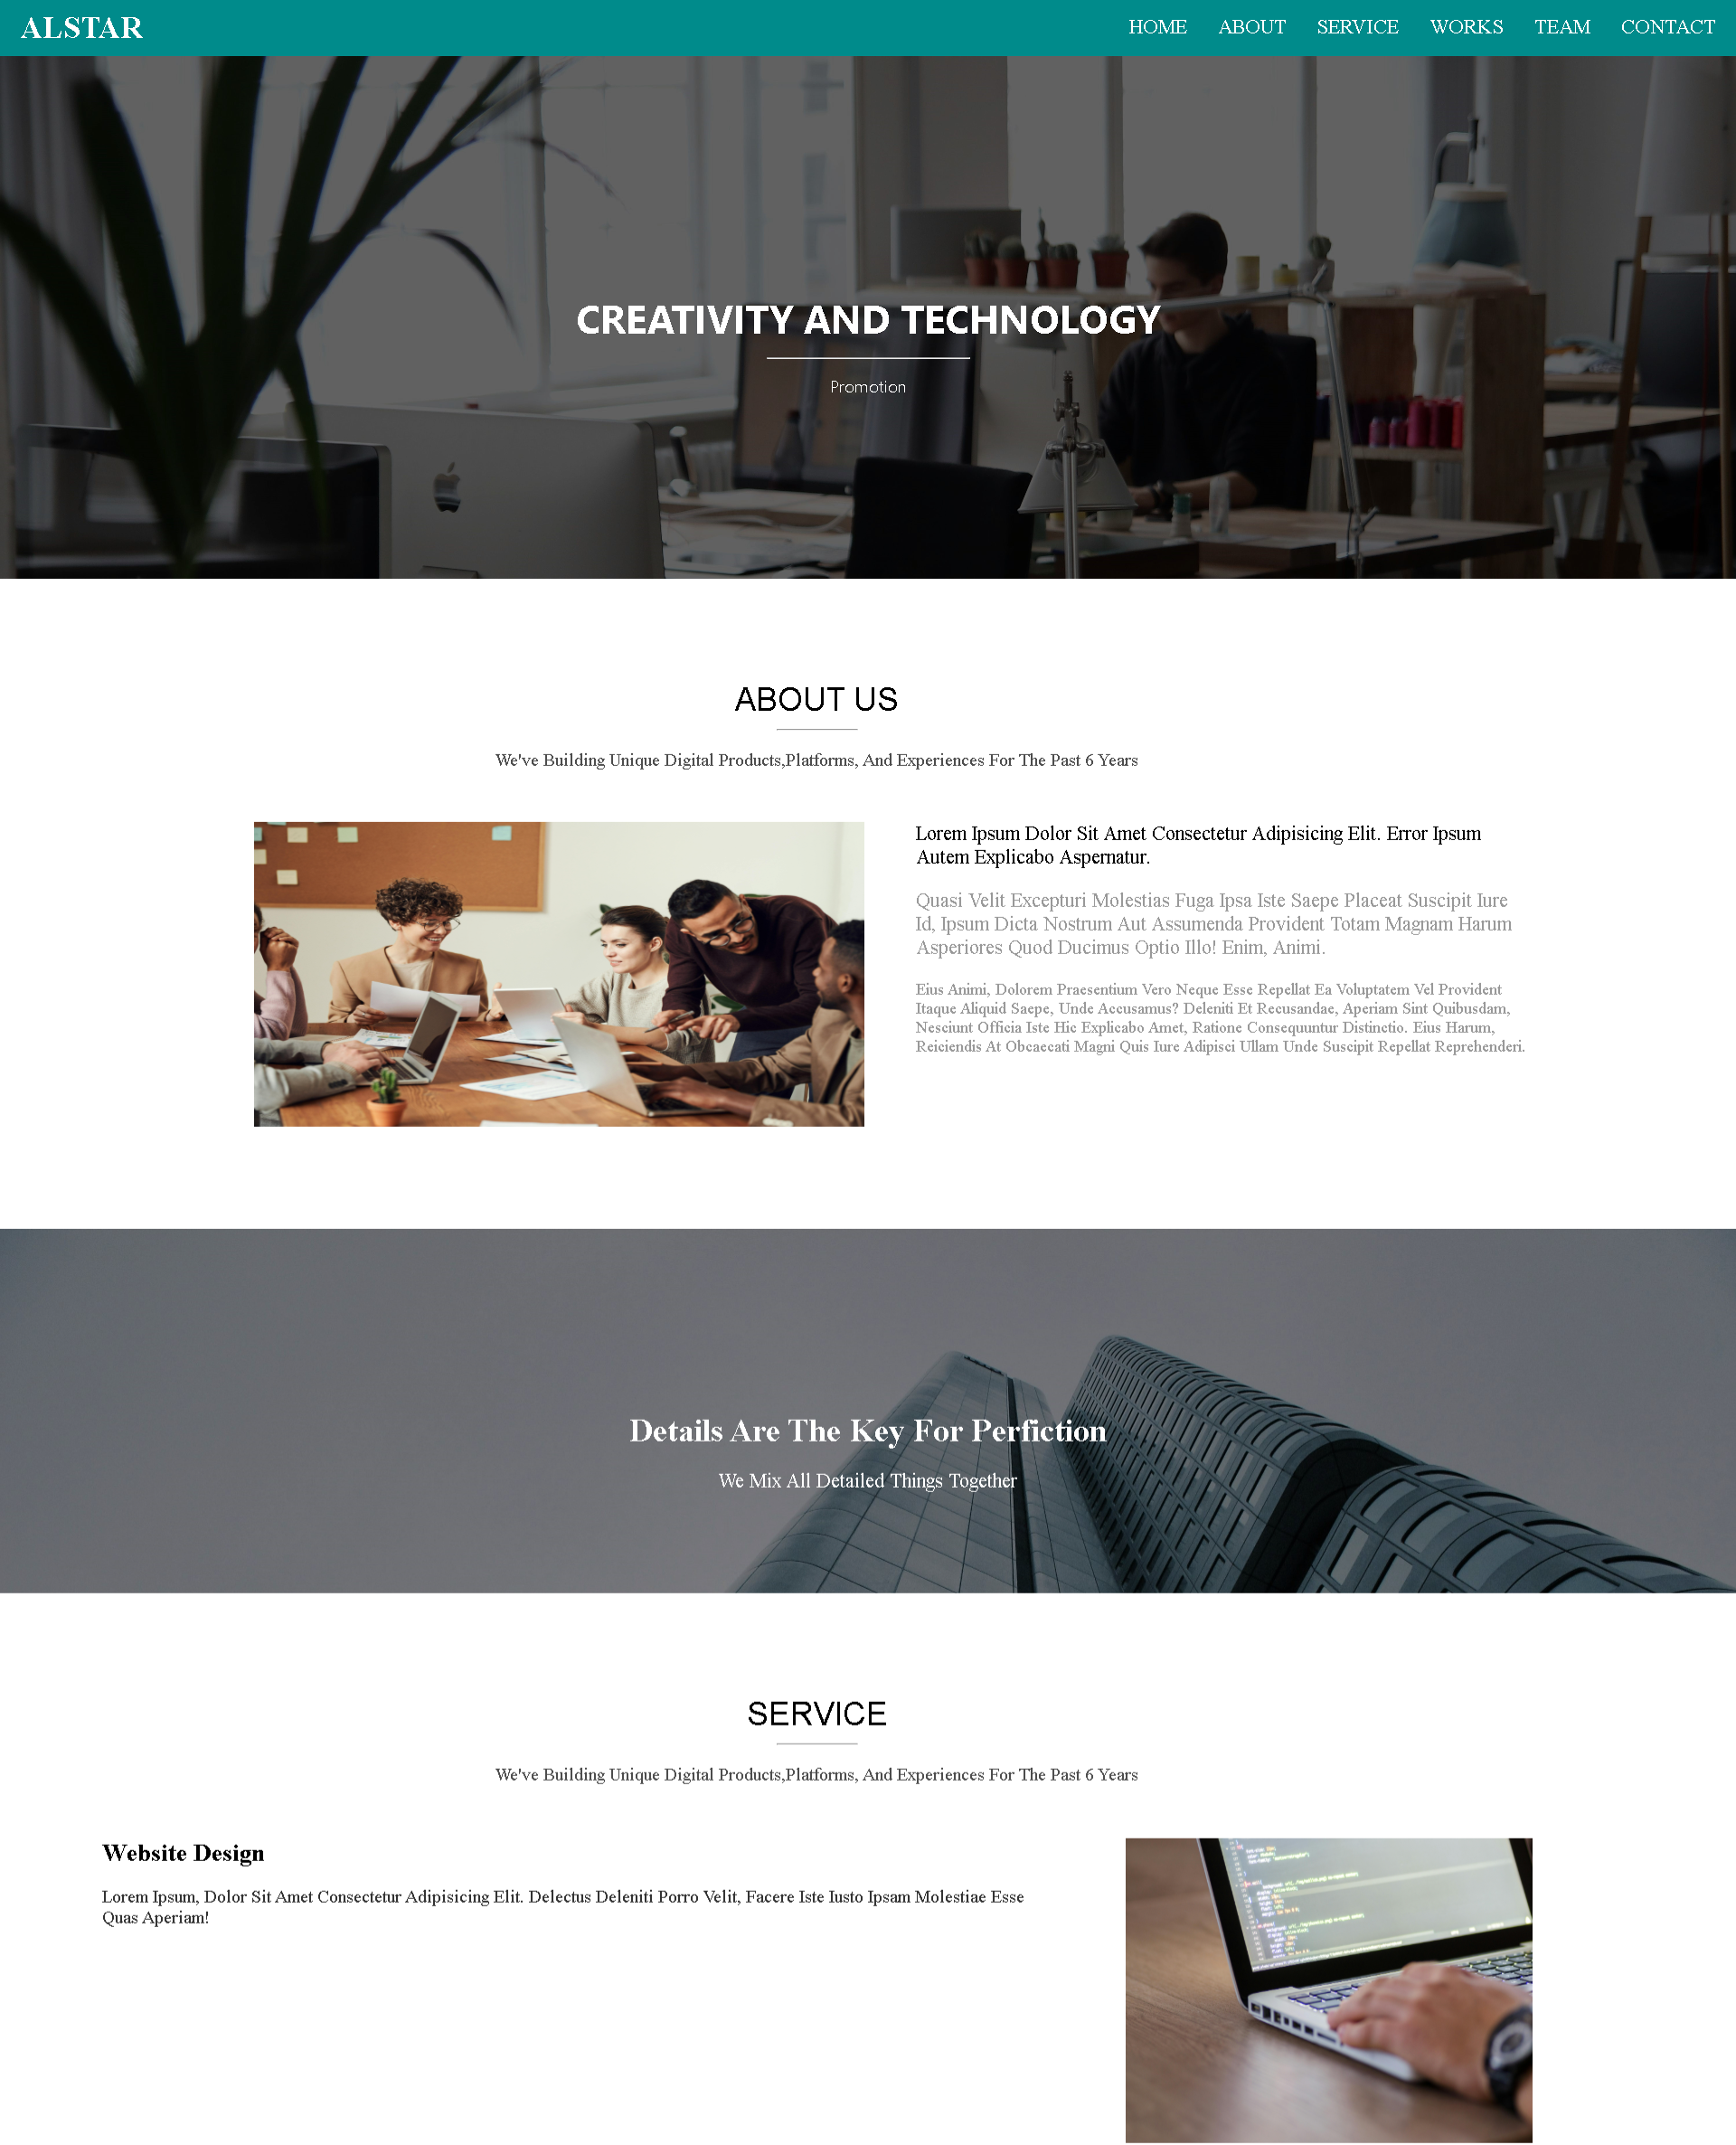 ALSTAR
HOME ABOUT SERVICE WORKS TEAM CONTACT
CREATIVITY AND TECHNOLOGY
Promotion
ABOUT US
We've Building Unique Digital Products,Platforms, And Experiences For The Past 6 Years
Lorem Ipsum Dolor Sit Amet Consectetur Adipisicing Elit. Error Ipsum
Autem Explicabo Aspernatur.
Quasi Velit Excepturi Molestias Fuga Ipsa Iste Saepe Placeat Suscipit Iure
Id, Ipsum Dicta Nostrum Aut Assumenda Provident Totam Magnam Harum
Asperiores Quod Ducimus Optio Illo! Enim, Animi.
Eius Animi, Dolorem Praesentium Vero Neque Esse Repellat Ea Voluptatem Vel Provident
Itaque Aliquid Saepe, Unde Accusamus? Deleniti Et Recusandae, Aperiam Sint Quibusdam,
Nesciunt Officia Iste Hic Explicabo Amet, Ratione Consequuntur Distinctio. Eius Harum,
Reiciendis At Obcaecati Magni Quis Iure Adipisci Ullam Unde Suscipit Repellat Reprehenderi.
Details Are The Key For Perfiction
We Mix All Detailed Things Together
SERVICE
We've Building Unique Digital Products,Platforms, And Experiences For The Past 6 Years
Website Design
Lorem Ipsum, Dolor Sit Amet Consectetur Adipisicing Elit. Delectus Deleniti Porro Velit, Facere Iste Iusto Ipsam Molestiae Esse
Quas Aperiam!